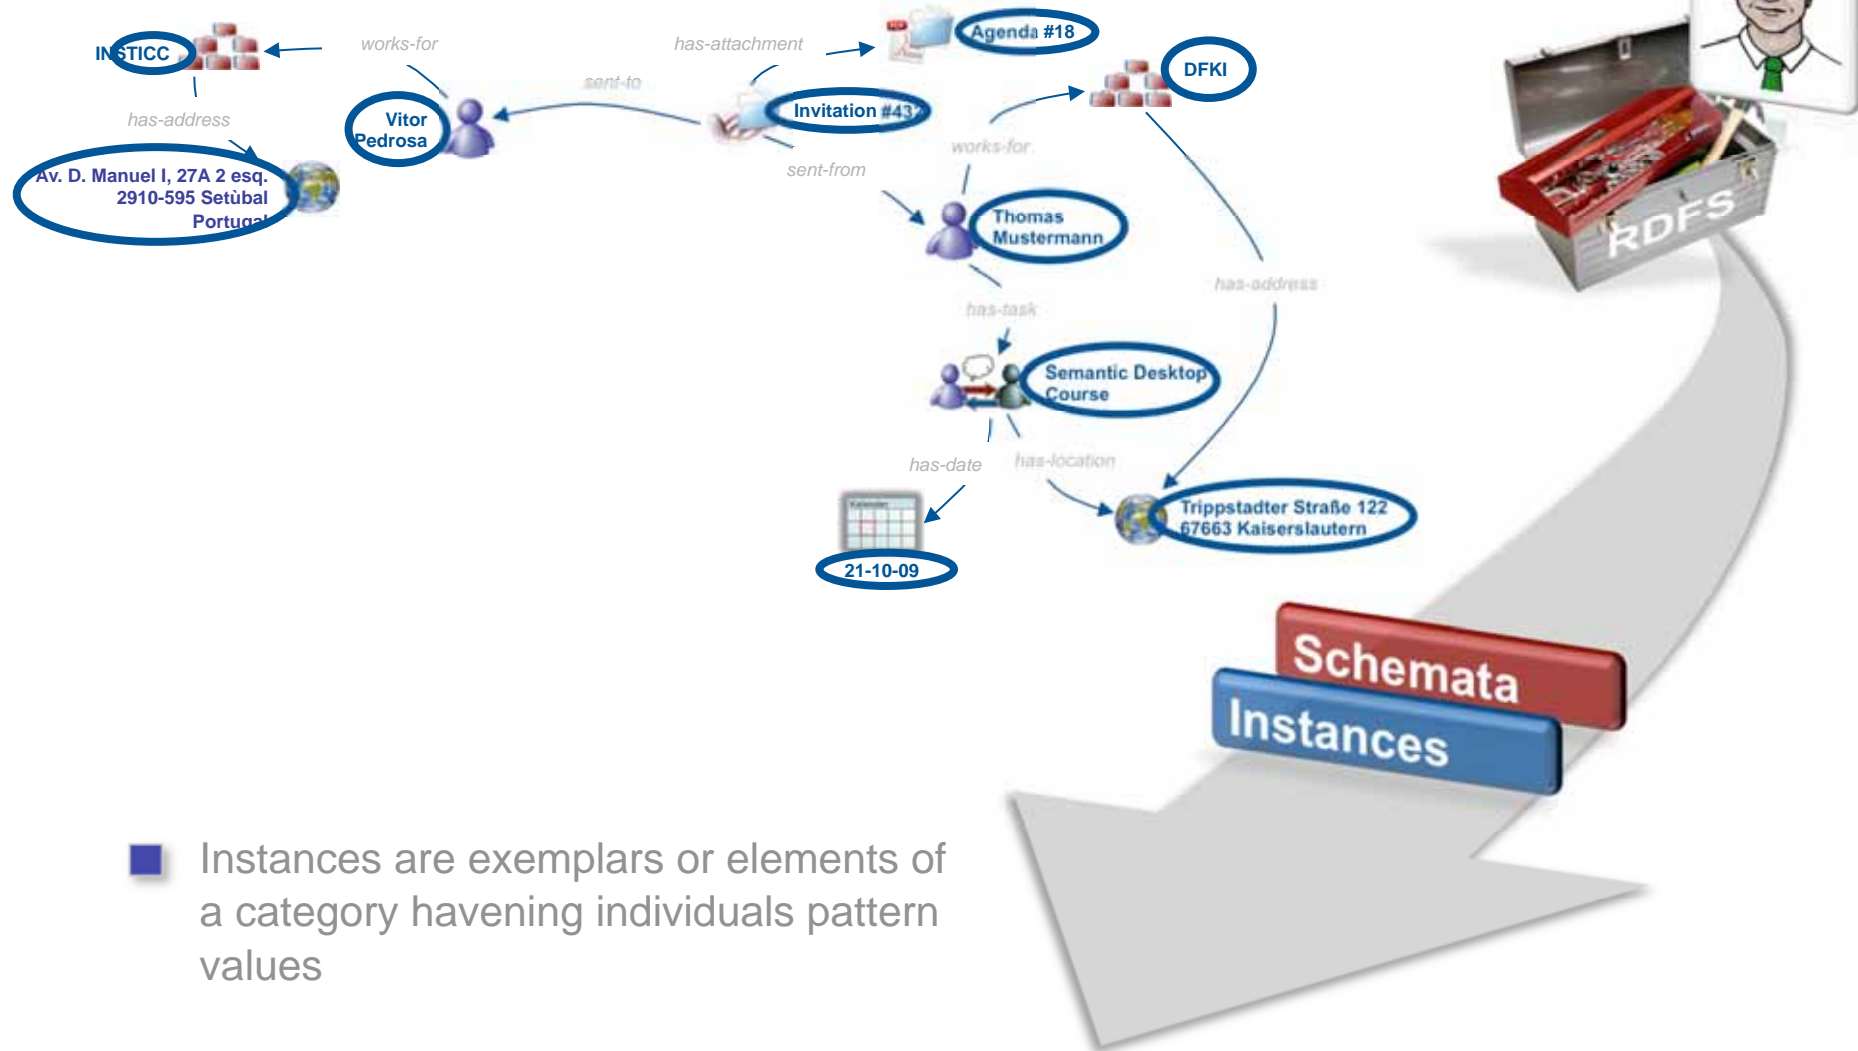 INSTICC
works-for
has-attachment
Agenda #18
DFKI
sent-to
Invitation #43
has-address
Vitor
Pedrosa
works-for
sent-from
Av. D. Manuel I, 27A 2 esq.
2910-595 Setùbal
Portugal
Thomas
Mustermann
RDFS
has-address
has-task
Semantic Desktop
Course
has-date
has-location
Kalender
Trippstadter Straße 122
67663 Kaiserslautern
21-10-09
Schemata
Instances
Instances are exemplars or elements of
a category havening individuals pattern
values